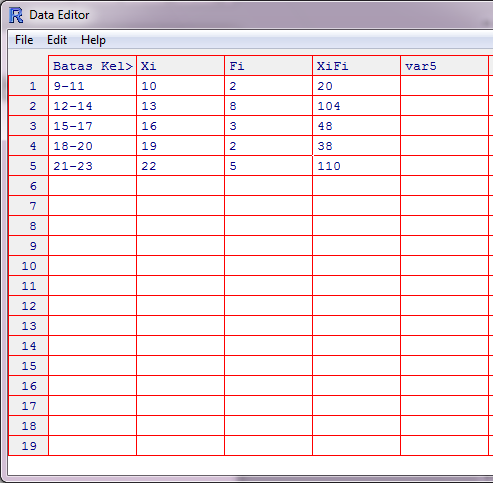 R Data Editor
File Edit Help
Batas Kel> Xi Fi XiFi var5
1 9-11 10 2 20
2 12-14 13 8 104
3 15-17 16 3 48
4 18-20 19 2 38
5 21-23 22 5 110
6
7
8
9
10
11
12
13
14
15
16
17
18
19